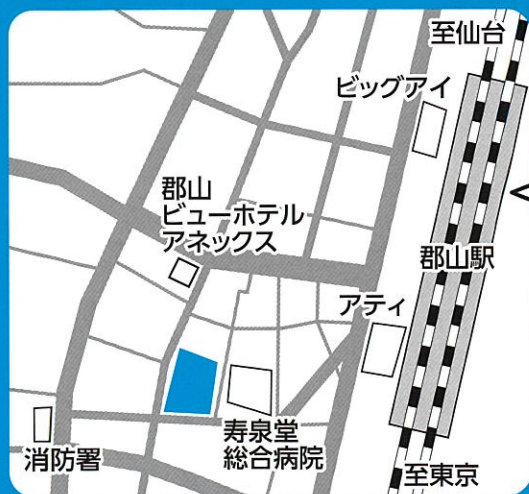 至仙台
ビッグアイ
郡山
ビューホテル
アネックス
郡山駅
アティ
寿泉堂
総合病院
消防署
至東京